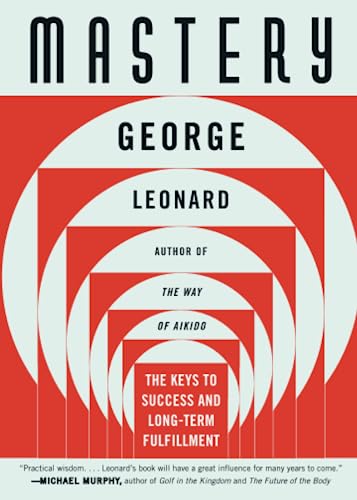 MASTERY
GEORGE
LEONARD
AUTHOR OF
THE WAY
OF AIKIDO
THE KEYS TO
SUCCESS AND
LONG-TERM
FULFILLMENT
"Practical wisdom. . . . Leonard's book will have a great influence for many years to come."
—MICHAEL MURPHY, author of Golf in the Kingdom and The Future of the Body